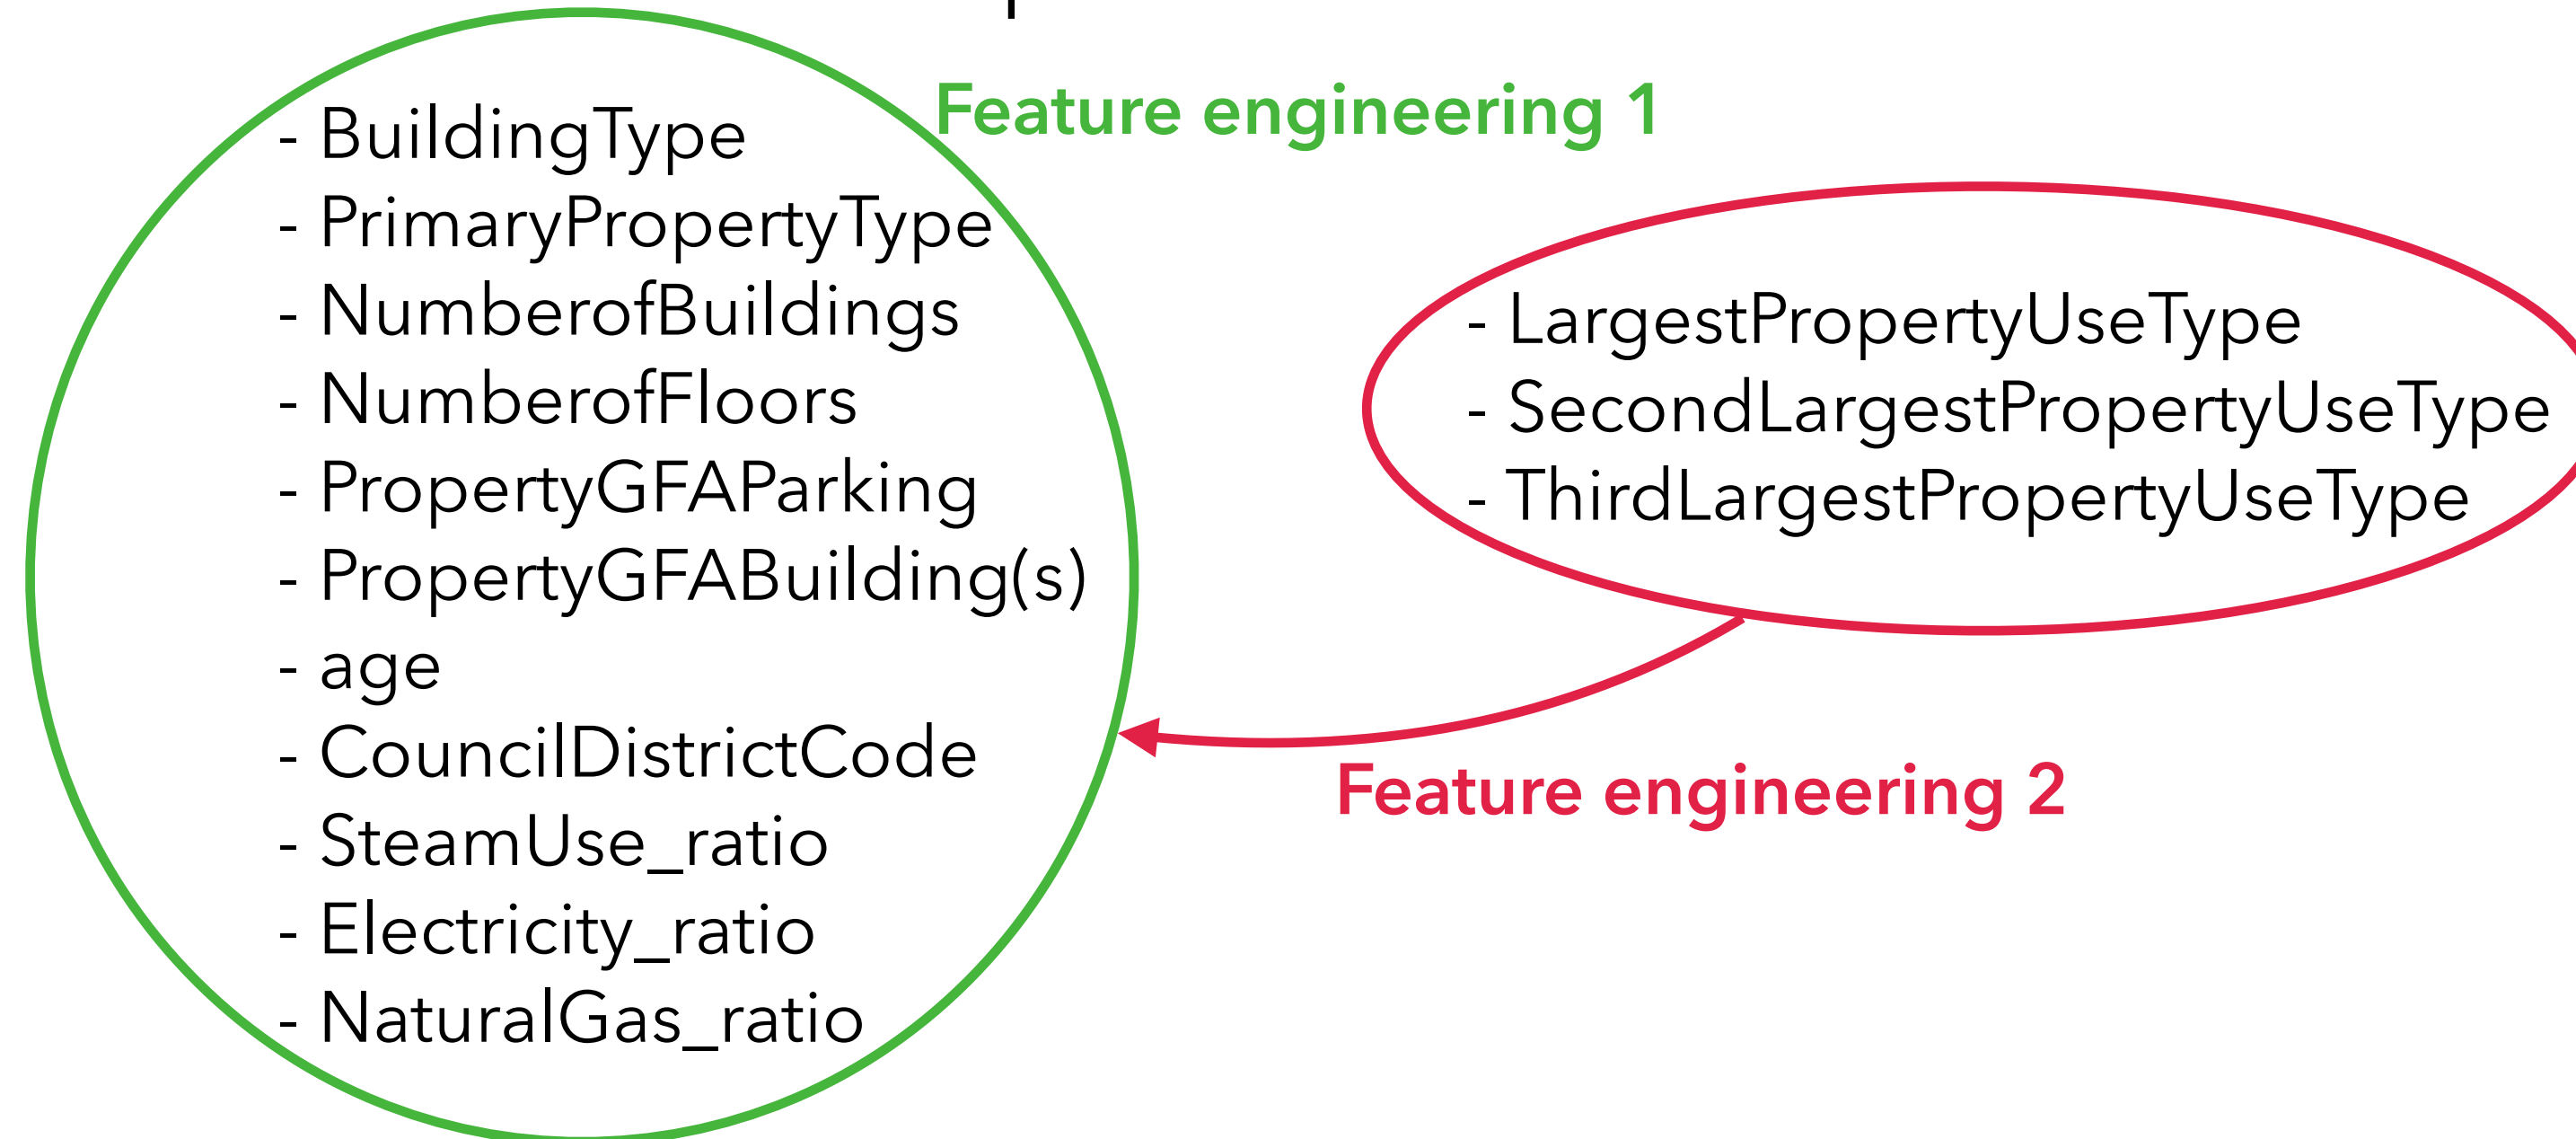 Feature engineering 1
- BuildingType
- PrimaryPropertyType
- NumberofBuildings
- NumberofFloors
- PropertyGFAParking
- PropertyGFABuilding(s)
- age
- CouncilDistrictCode
- SteamUse_ratio
- Electricity_ratio
- NaturalGas_ratio
- LargestPropertyUseType
- SecondLargestPropertyUseType
- ThirdLargestPropertyUseType
Feature engineering 2